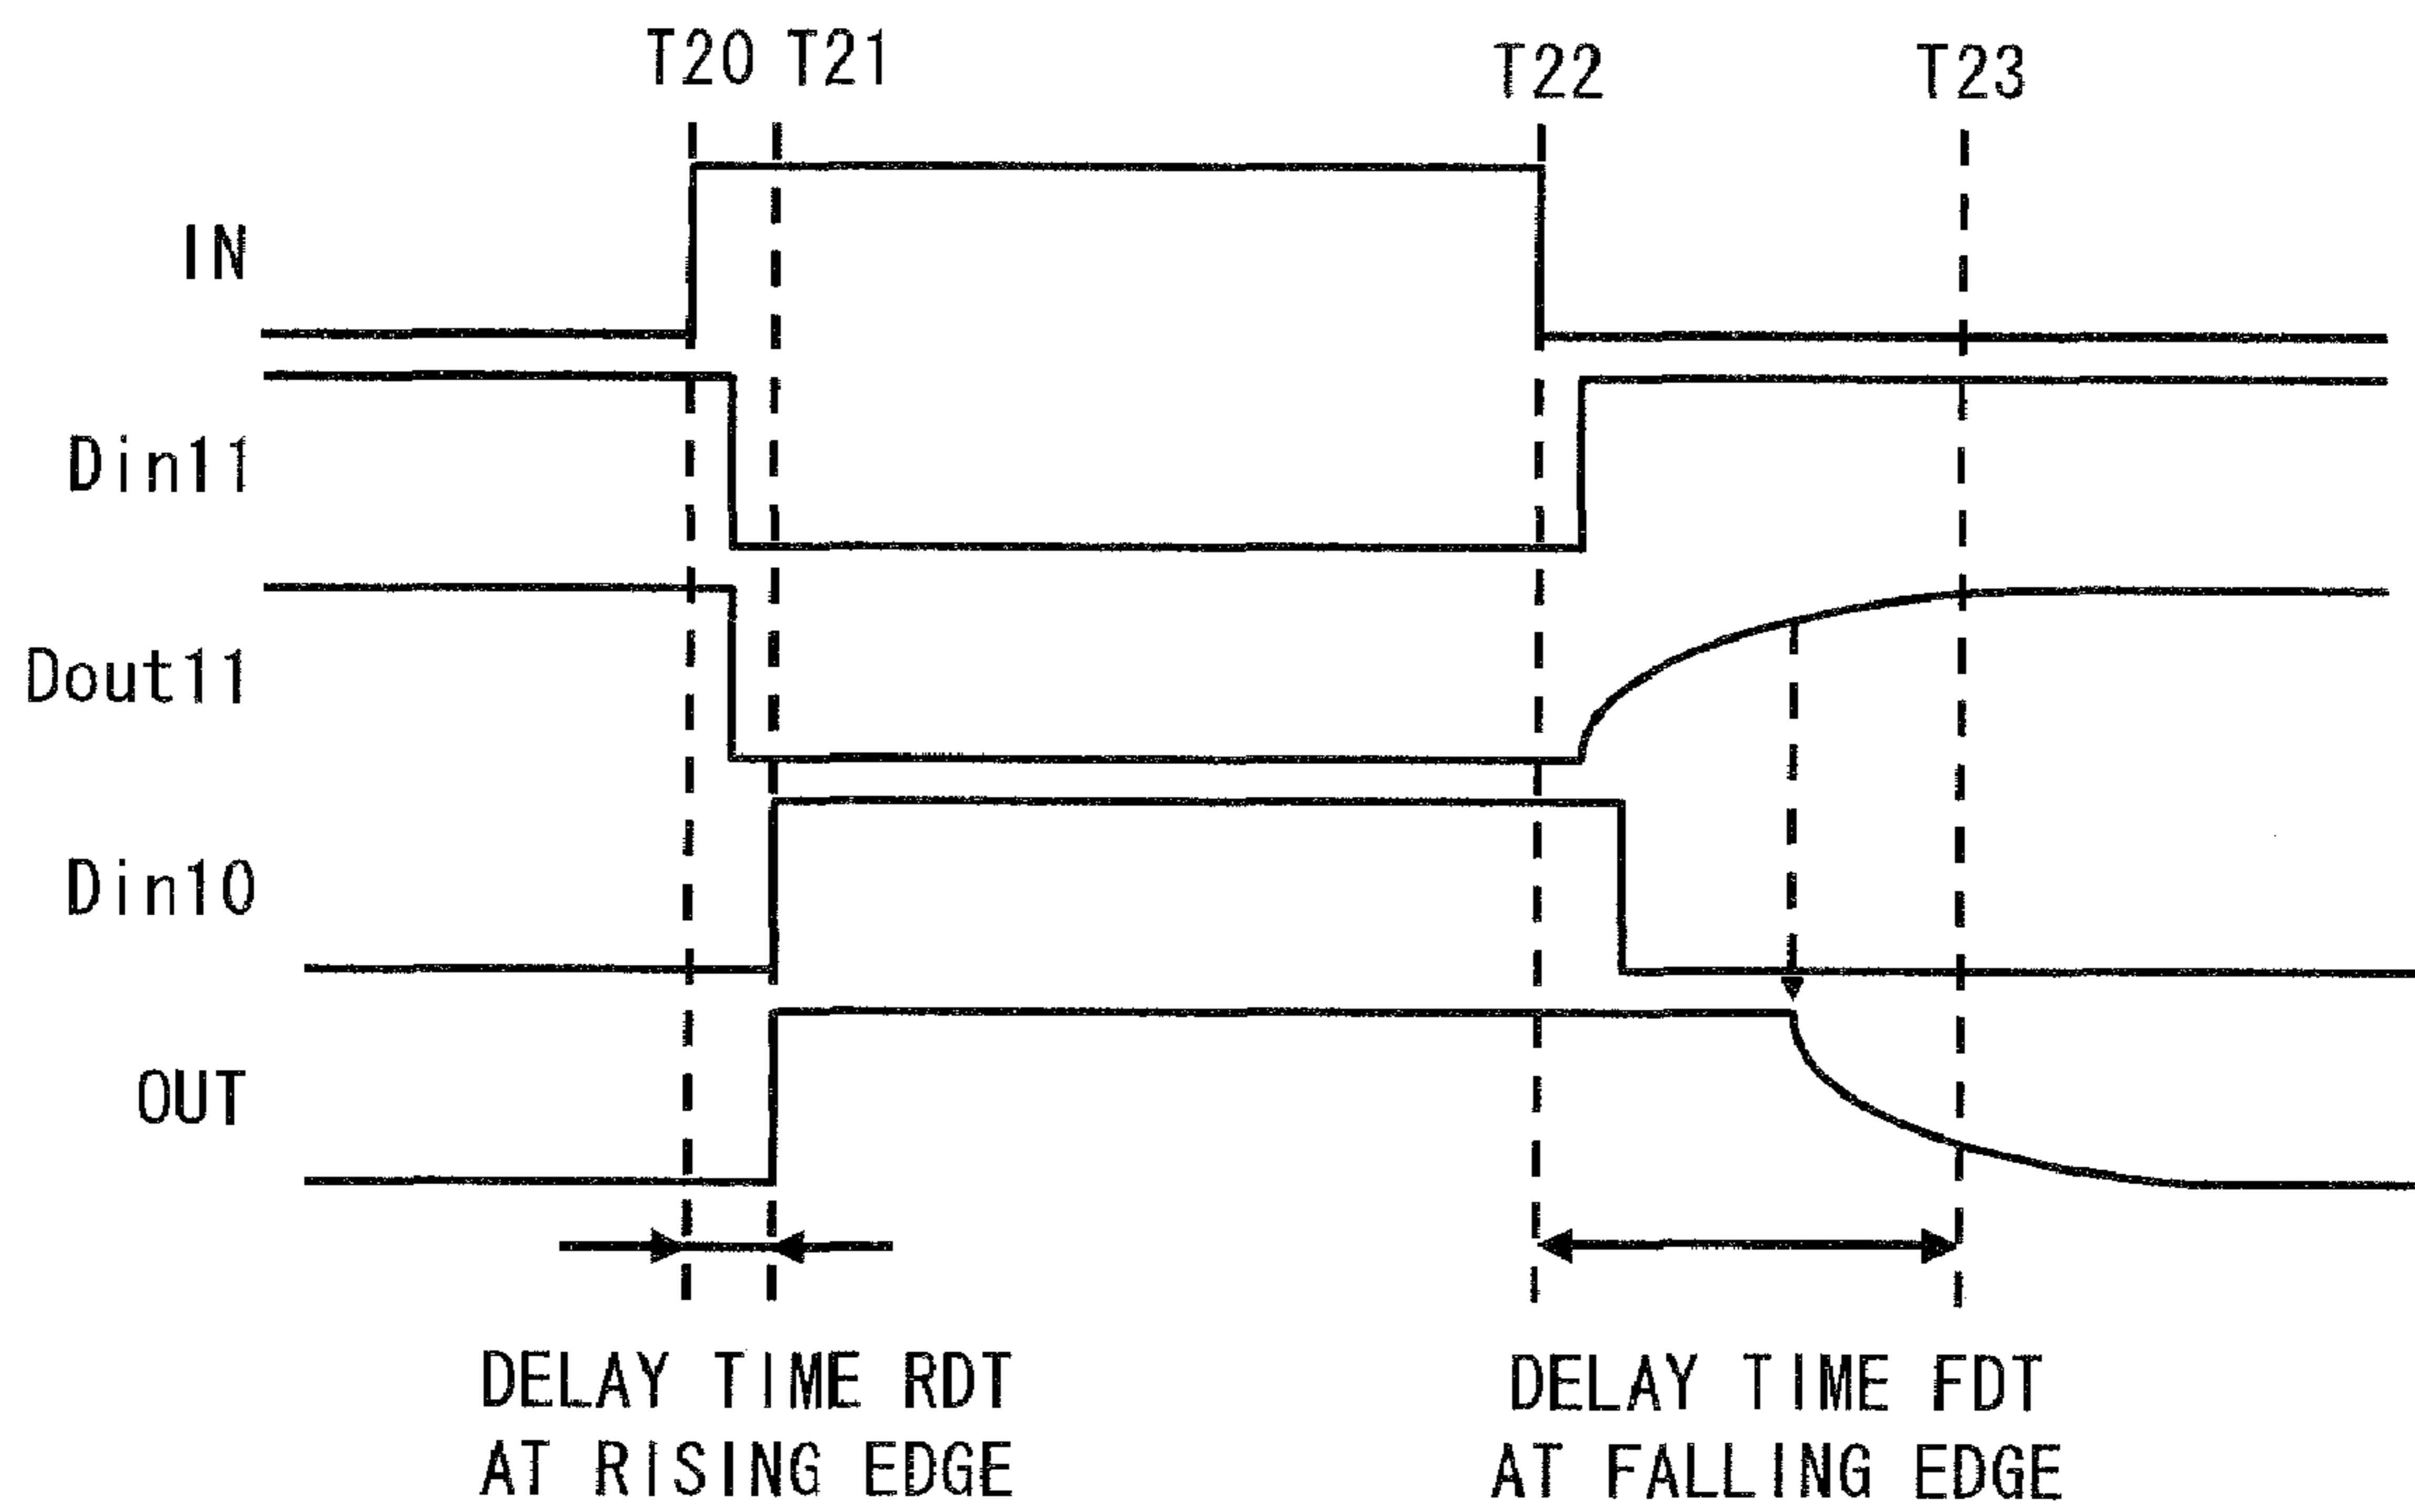 T20 T21 T22 T23
IN
Din11
Dout11
Din10
OUT
DELAY TIME RDT
AT RISING EDGE
DELAY TIME FDT
AT FALLING EDGE